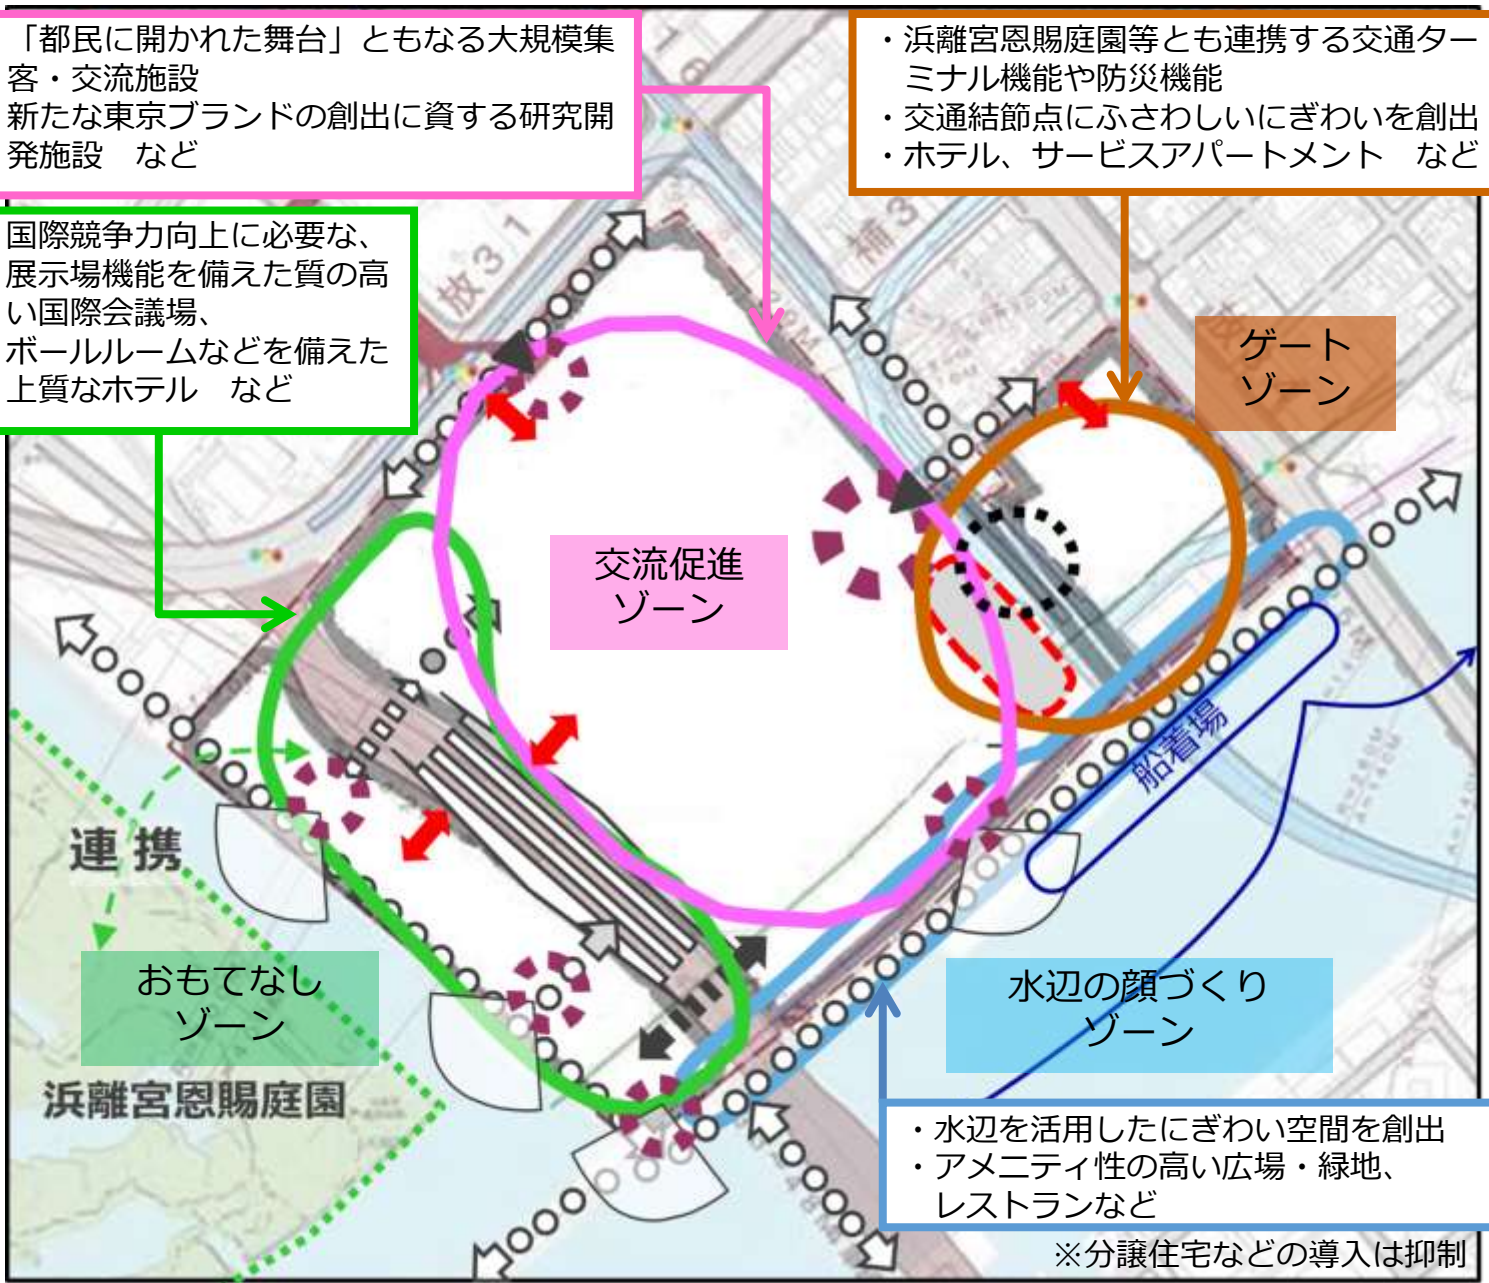 「都民に開かれた舞台」ともなる大規模集
客・交流施設
新たな東京ブランドの創出に資する研究開
発施設　など
・浜離宮恩賜庭園等とも連携する交通ター
ミナル機能や防災機能
・交通結節点にふさわしいにぎわいを創出
・ホテル、サービスアパートメント　など
国際競争力向上に必要な、
展示場機能を備えた質の高
い国際会議場、
ボールルームなどを備えた
上質なホテル　など
放31
補3
ゲート
ゾーン
交流促進
ゾーン
船着場
連携
おもてなし
ゾーン
水辺の顔づくり
ゾーン
浜離宮恩賜庭園
・水辺を活用したにぎわい空間を創出
・アメニティ性の高い広場・緑地、
レストランなど
※分譲住宅などの導入は抑制